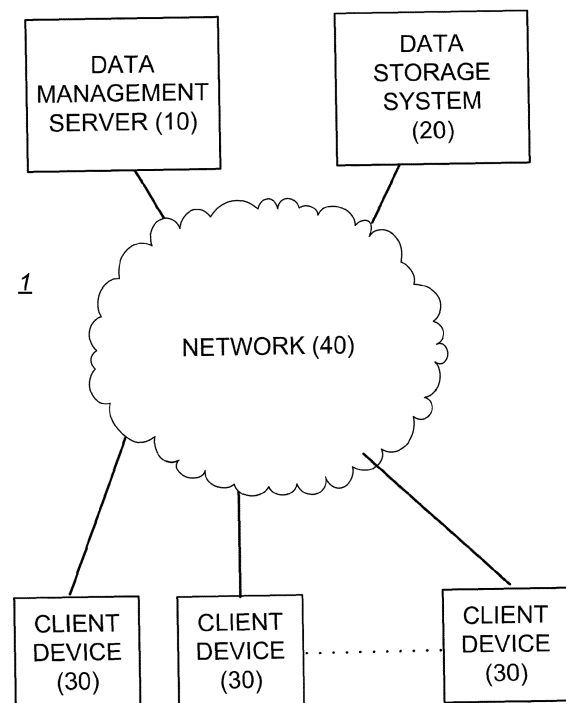 DATA
MANAGEMENT
SERVER (10)
DATA
STORAGE
SYSTEM
(20)
1
NETWORK (40)
CLIENT
DEVICE
(30)
CLIENT
DEVICE
(30)
CLIENT
DEVICE
(30)